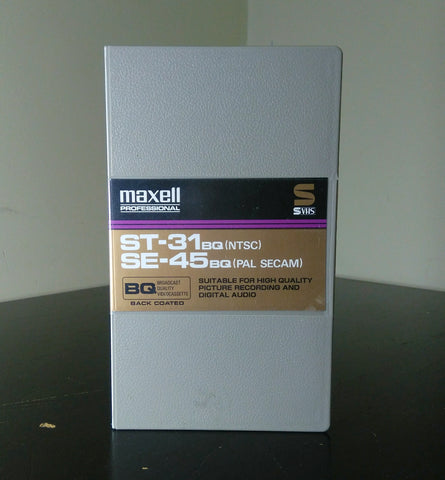 maxell
PROFESSIONAL
S
S VHS
ST-31BQ(NTSC)
SE-45BQ(PAL SECAM)
BQ BROADCAST
QUALITY
VIDEOCASSETTE
BACK COATED
SUITABLE FOR HIGH QUALITY
PICTURE RECORDING AND
DIGITAL AUDIO